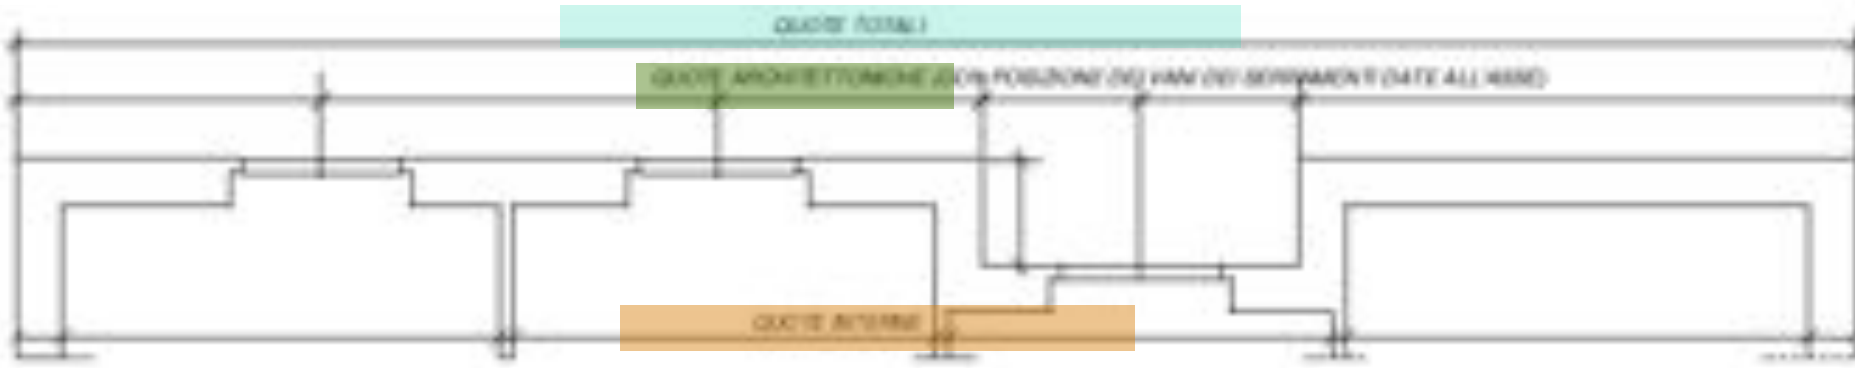 QUOTE TOTALI
QUOTE ARCHITETTONICHE (CON POSIZIONE DEI VANI DEI SERRAMENTI DATE ALL'ASSE)
QUOTE INTERNE